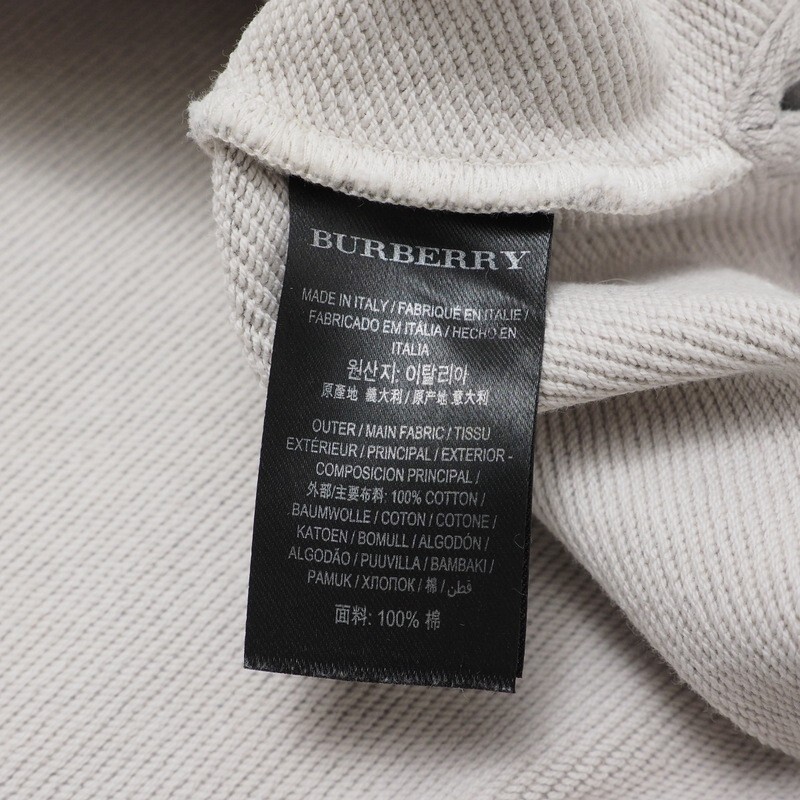 BURBERRY
MADE IN ITALY / FABRIQUÉ EN ITALIE /
FABRICADO EM ITÁLIA / HECHO EN
ITALIA
원산지: 이탈리아
原產地 義大利 / 原产地 意大利
OUTER / MAIN FABRIC / TISSU
EXTÉRIEUR / PRINCIPAL / EXTERIOR -
COMPOSICION PRINCIPAL /
外部/主要布料: 100% COTTON /
BAUMWOLLE / COTON / COTONE /
KATOEN / BOMULL / ALGODÓN /
ALGODÃO / PUUVILLA / BAMBAKI /
PAMUK / ХЛОПОК / 棉 / قطن /
面料: 100% 棉